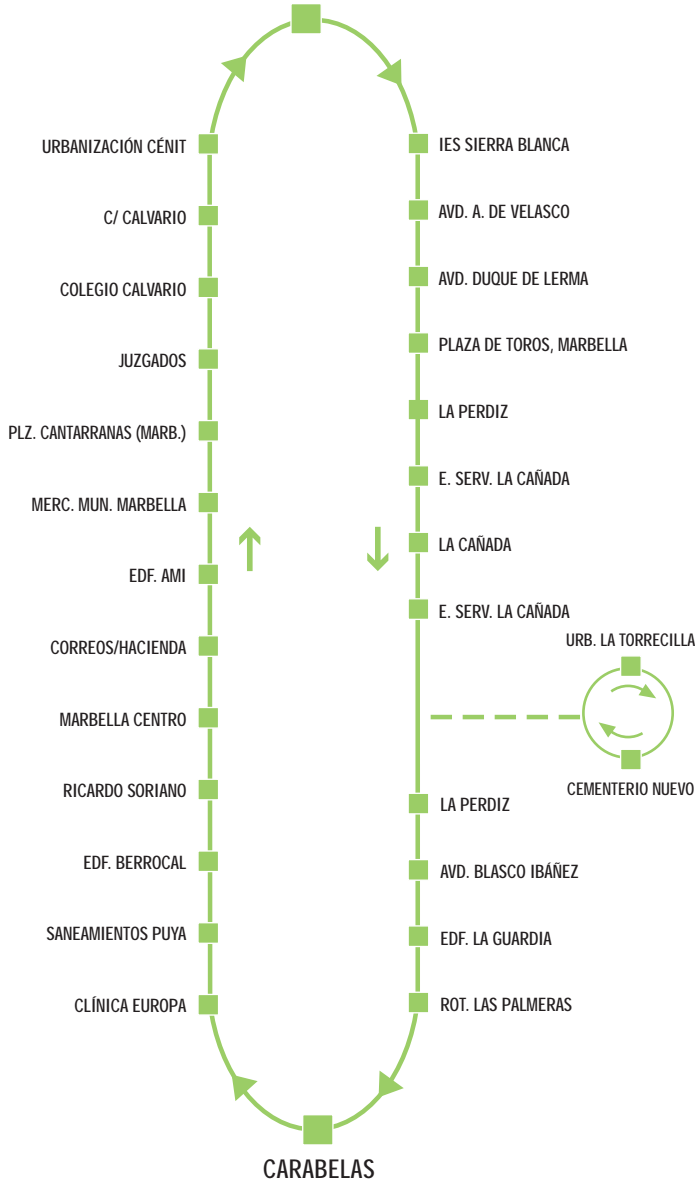 URBANIZACIÓN CÉNIT
C/ CALVARIO
COLEGIO CALVARIO
JUZGADOS
PLZ. CANTARRANAS (MARB.)
MERC. MUN. MARBELLA
EDF. AMI
CORREOS/HACIENDA
MARBELLA CENTRO
RICARDO SORIANO
EDF. BERROCAL
SANEAMIENTOS PUYA
CLÍNICA EUROPA
IES SIERRA BLANCA
AVD. A. DE VELASCO
AVD. DUQUE DE LERMA
PLAZA DE TOROS, MARBELLA
LA PERDIZ
E. SERV. LA CAÑADA
LA CAÑADA
E. SERV. LA CAÑADA
URB. LA TORRECILLA
CEMENTERIO NUEVO
LA PERDIZ
AVD. BLASCO IBÁÑEZ
EDF. LA GUARDIA
ROT. LAS PALMERAS
CARABELAS